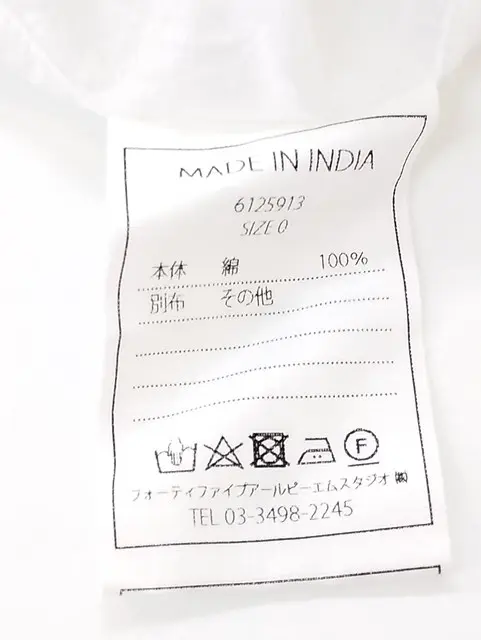 MADE IN INDIA
6125913
SIZE 0
本体 綿 100%
別布 その他
F
フォーティファイブアールピーエムスタジオ ㈱
TEL 03-3498-2245